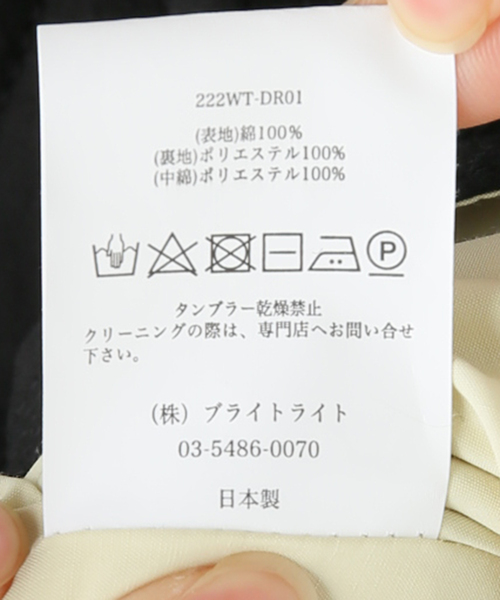 222WT-DR01
(表地)綿100%
(裏地)ポリエステル100%
(中綿)ポリエステル100%
P
タンブラー乾燥禁止
クリーニングの際は、専門店へお問い合せ
下さい。
(株) ブライトライト
03-5486-0070
日本製